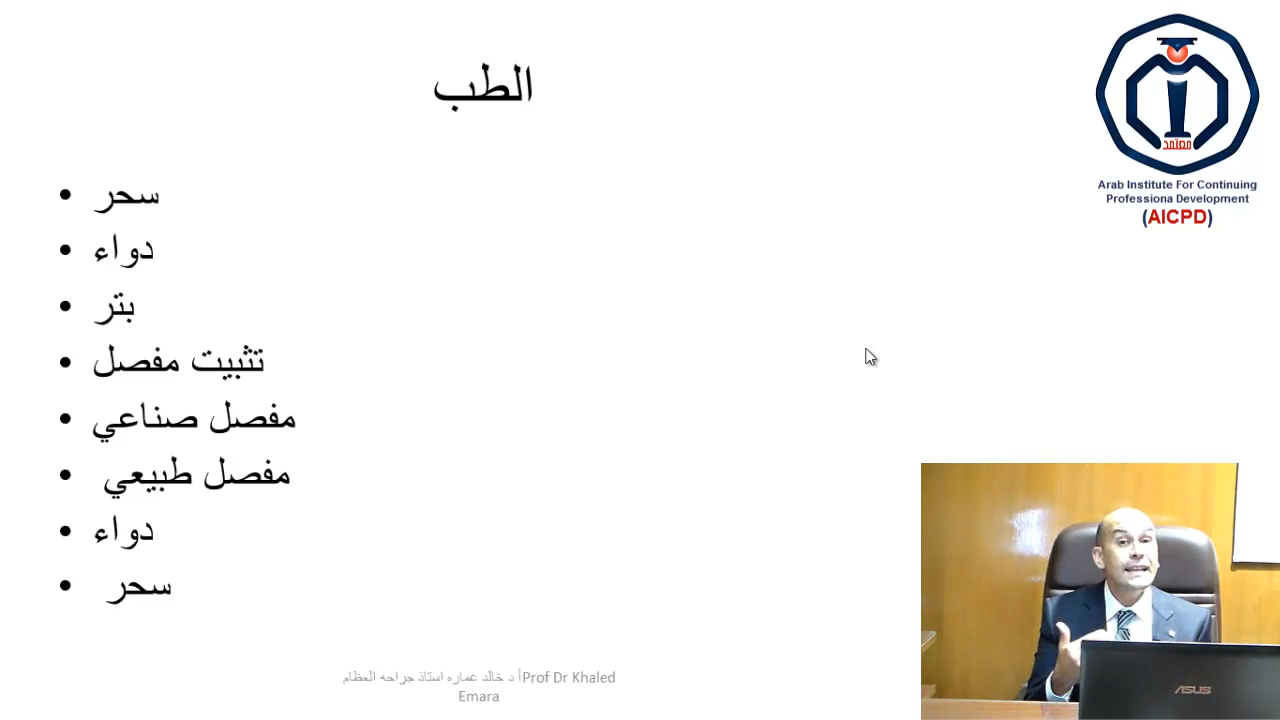 الطب
سحر
دواء
بتر
تثبيت مفصل
مفصل صناعي
مفصل طبيعي
دواء
سحر
أ د خالد عماره استاذ جراحه العظام Prof Dr Khaled
Emara
معتمد
Arab Institute For Continuing
Professiona Development
(AICPD)
ASUS